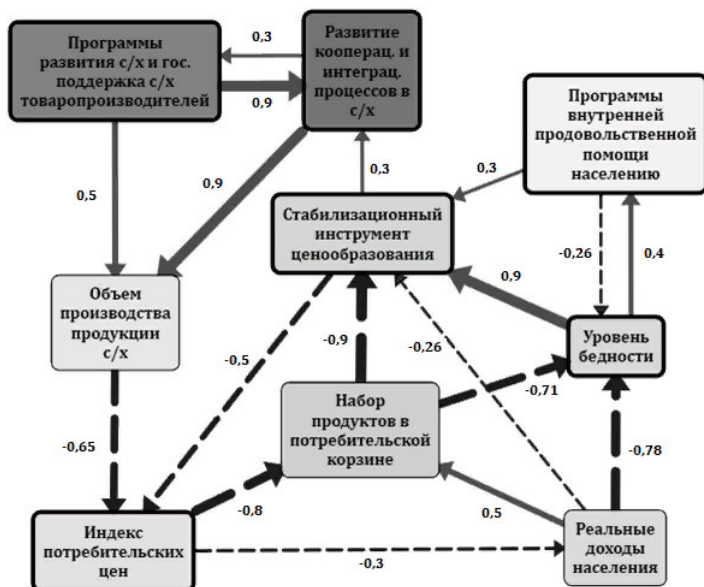 Программы
развития с/х и гос.
поддержка с/х
товаропроизводителей
0,3
0,9
Развитие
кооперац. и
интеграц.
процессов в
с/х
Программы
внутренней
продовольственной
помощи
населению
0,5
0,9
0,3
0,3
-0,26
0,4
Стабилизационный
инструмент
ценообразования
Объем
производства
продукции
с/х
0,9
Уровень
бедности
-0,5
-0,9
-0,26
-0,71
Набор
продуктов в
потребительской
корзине
-0,65
-0,78
-0,8
0,5
Индекс
потребительских
цен
-0,3
Реальные
доходы
населения